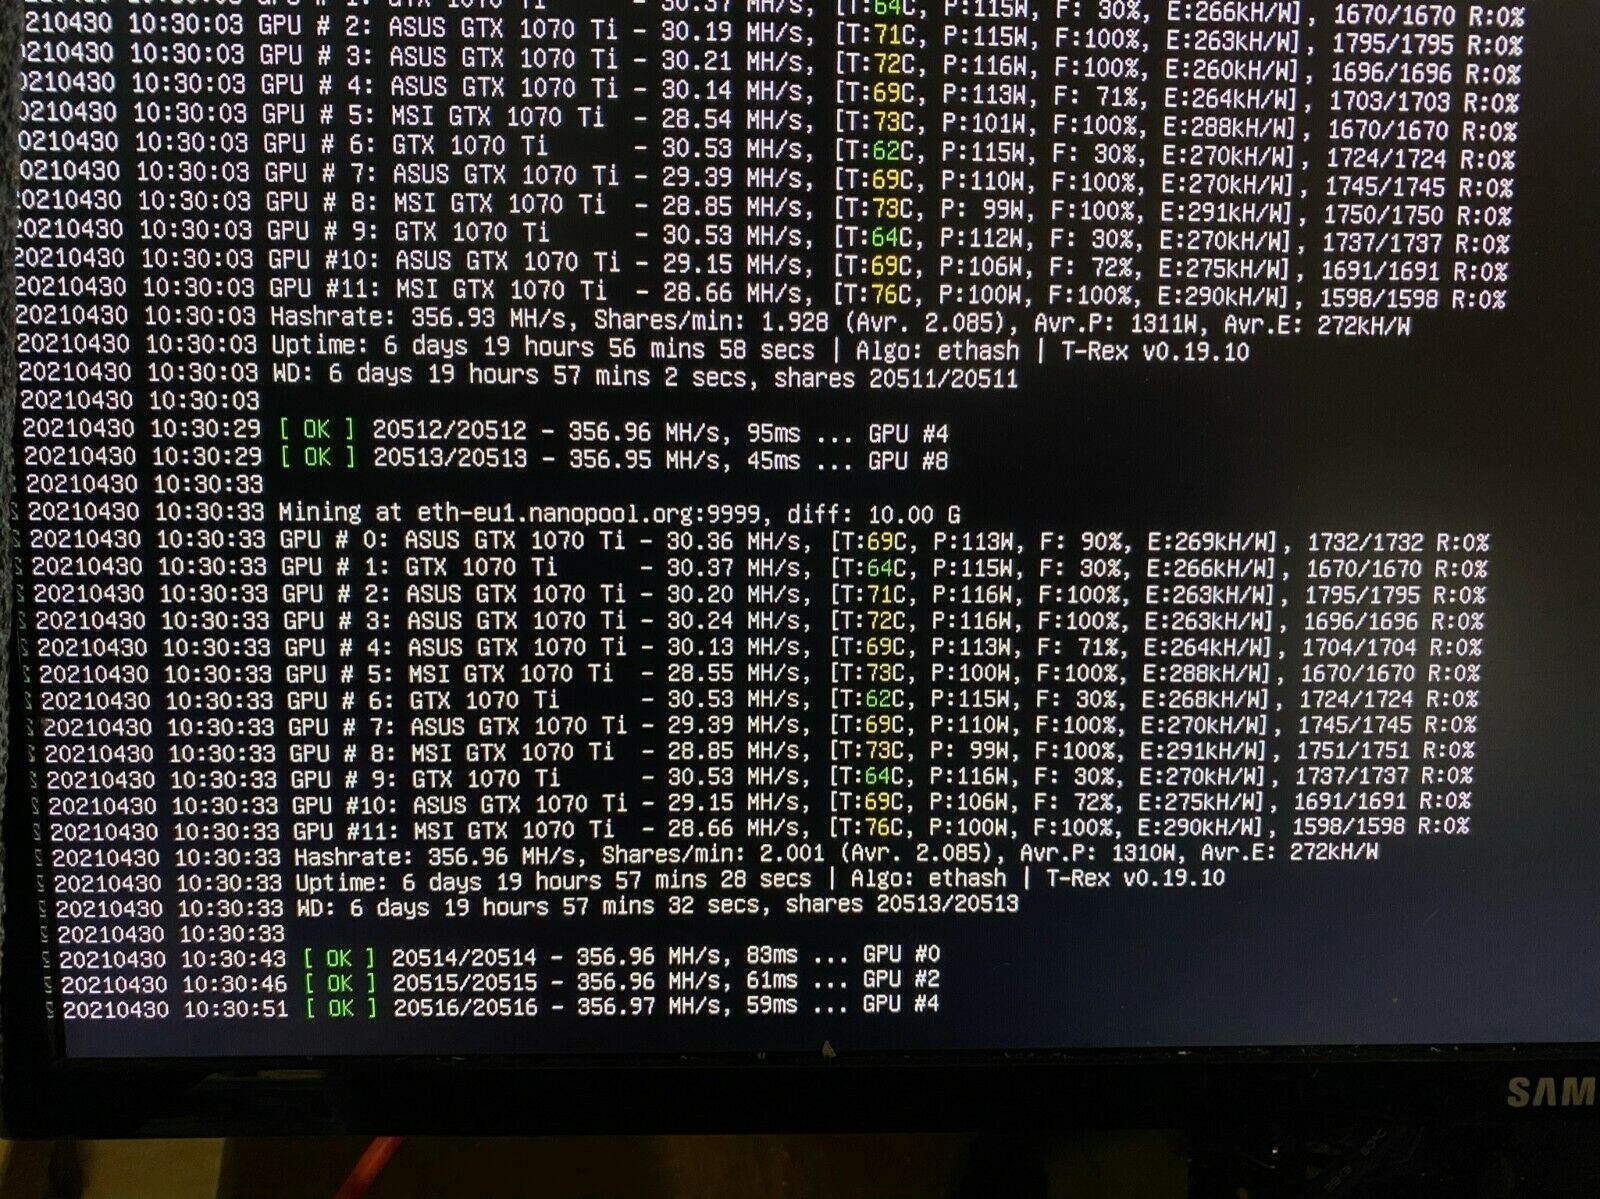 GPU # 1: GTX 1070 Ti - 30.37 MH/s, [T:64C, P:115W, F: 30%, E:266kH/W], 1670/1670 R:0%
0210430 10:30:03 GPU # 2: ASUS GTX 1070 Ti - 30.19 MH/s, [T:71C, P:115W, F:100%, E:263kH/W], 1795/1795 R:0%
0210430 10:30:03 GPU # 3: ASUS GTX 1070 Ti - 30.21 MH/s, [T:72C, P:116W, F:100%, E:260kH/W], 1696/1696 R:0%
20210430 10:30:03 GPU # 4: ASUS GTX 1070 Ti - 30.14 MH/s, [T:69C, P:113W, F: 71%, E:264kH/W], 1703/1703 R:0%
20210430 10:30:03 GPU # 5: MSI GTX 1070 Ti - 28.54 MH/s, [T:73C, P:101W, F:100%, E:288kH/W], 1670/1670 R:0%
0210430 10:30:03 GPU # 6: GTX 1070 Ti - 30.53 MH/s, [T:62C, P:115W, F: 30%, E:270kH/W], 1724/1724 R:0%
20210430 10:30:03 GPU # 7: ASUS GTX 1070 Ti - 29.39 MH/s, [T:69C, P:110W, F:100%, E:270kH/W], 1745/1745 R:0%
20210430 10:30:03 GPU # 8: MSI GTX 1070 Ti - 28.85 MH/s, [T:73C, P: 99W, F:100%, E:291kH/W], 1750/1750 R:0%
20210430 10:30:03 GPU # 9: GTX 1070 Ti - 30.53 MH/s, [T:64C, P:112W, F: 30%, E:270kH/W], 1737/1737 R:0%
20210430 10:30:03 GPU #10: ASUS GTX 1070 Ti - 29.15 MH/s, [T:69C, P:106W, F: 72%, E:275kH/W], 1691/1691 R:0%
20210430 10:30:03 GPU #11: MSI GTX 1070 Ti - 28.66 MH/s, [T:76C, P:100W, F:100%, E:290kH/W], 1598/1598 R:0%
20210430 10:30:03 Hashrate: 356.93 MH/s, Shares/min: 1.928 (Avr. 2.085), Avr.P: 1311W, Avr.E: 272kH/W
20210430 10:30:03 Uptime: 6 days 19 hours 56 mins 58 secs | Algo: ethash | T-Rex v0.19.10
20210430 10:30:03 WD: 6 days 19 hours 57 mins 2 secs, shares 20511/20511
20210430 10:30:03
20210430 10:30:29 [ OK ] 20512/20512 - 356.96 MH/s, 95ms ... GPU #4
20210430 10:30:29 [ OK ] 20513/20513 - 356.95 MH/s, 45ms ... GPU #8
20210430 10:30:33
20210430 10:30:33 Mining at eth-eu1.nanopool.org:9999, diff: 10.00 G
20210430 10:30:33 GPU # 0: ASUS GTX 1070 Ti - 30.36 MH/s, [T:69C, P:113W, F: 90%, E:269kH/W], 1732/1732 R:0%
20210430 10:30:33 GPU # 1: GTX 1070 Ti - 30.37 MH/s, [T:64C, P:115W, F: 30%, E:266kH/W], 1670/1670 R:0%
20210430 10:30:33 GPU # 2: ASUS GTX 1070 Ti - 30.20 MH/s, [T:71C, P:116W, F:100%, E:263kH/W], 1795/1795 R:0%
20210430 10:30:33 GPU # 3: ASUS GTX 1070 Ti - 30.24 MH/s, [T:72C, P:116W, F:100%, E:263kH/W], 1696/1696 R:0%
20210430 10:30:33 GPU # 4: ASUS GTX 1070 Ti - 30.13 MH/s, [T:69C, P:113W, F: 71%, E:264kH/W], 1704/1704 R:0%
20210430 10:30:33 GPU # 5: MSI GTX 1070 Ti - 28.55 MH/s, [T:73C, P:100W, F:100%, E:288kH/W], 1670/1670 R:0%
20210430 10:30:33 GPU # 6: GTX 1070 Ti - 30.53 MH/s, [T:62C, P:115W, F: 30%, E:268kH/W], 1724/1724 R:0%
20210430 10:30:33 GPU # 7: ASUS GTX 1070 Ti - 29.39 MH/s, [T:69C, P:110W, F:100%, E:270kH/W], 1745/1745 R:0%
20210430 10:30:33 GPU # 8: MSI GTX 1070 Ti - 28.85 MH/s, [T:73C, P: 99W, F:100%, E:291kH/W], 1751/1751 R:0%
20210430 10:30:33 GPU # 9: GTX 1070 Ti - 30.53 MH/s, [T:64C, P:116W, F: 30%, E:270kH/W], 1737/1737 R:0%
20210430 10:30:33 GPU #10: ASUS GTX 1070 Ti - 29.15 MH/s, [T:69C, P:106W, F: 72%, E:275kH/W], 1691/1691 R:0%
20210430 10:30:33 GPU #11: MSI GTX 1070 Ti - 28.66 MH/s, [T:76C, P:100W, F:100%, E:290kH/W], 1598/1598 R:0%
20210430 10:30:33 Hashrate: 356.96 MH/s, Shares/min: 2.001 (Avr. 2.085), Avr.P: 1310W, Avr.E: 272kH/W
20210430 10:30:33 Uptime: 6 days 19 hours 57 mins 28 secs | Algo: ethash | T-Rex v0.19.10
20210430 10:30:33 WD: 6 days 19 hours 57 mins 32 secs, shares 20513/20513
20210430 10:30:33
20210430 10:30:43 [ OK ] 20514/20514 - 356.96 MH/s, 83ms ... GPU #0
20210430 10:30:46 [ OK ] 20515/20515 - 356.96 MH/s, 61ms ... GPU #2
20210430 10:30:51 [ OK ] 20516/20516 - 356.97 MH/s, 59ms ... GPU #4
SAM